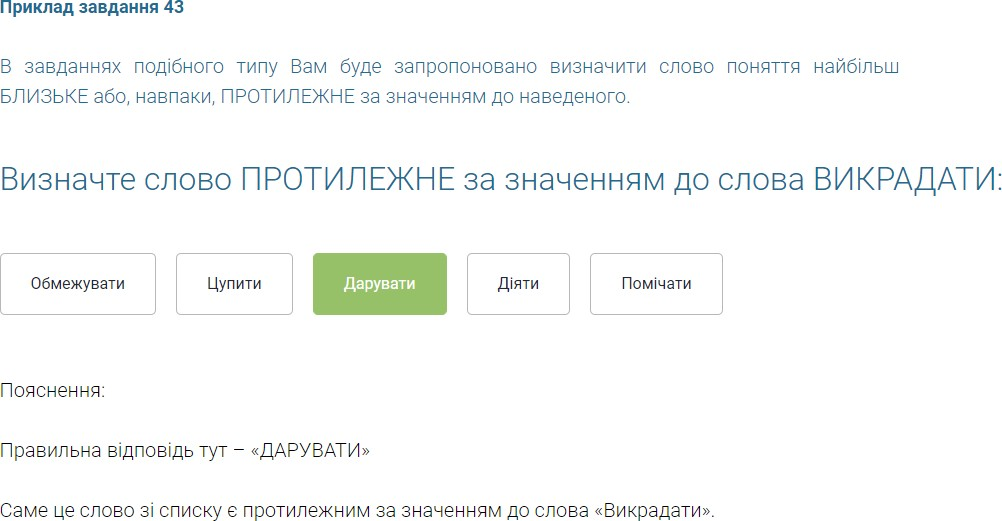 Приклад завдання 43
В завданнях подібного типу Вам буде запропоновано визначити слово поняття найбільш
БЛИЗЬКЕ або, навпаки, ПРОТИЛЕЖНЕ за значенням до наведеного.
Визначте слово ПРОТИЛЕЖНЕ за значенням до слова ВИКРАДАТИ:
Обмежувати Цупити Дарувати Діяти Помічати
Пояснення:
Правильна відповідь тут – «ДАРУВАТИ»
Саме це слово зі списку є протилежним за значенням до слова «Викрадати».